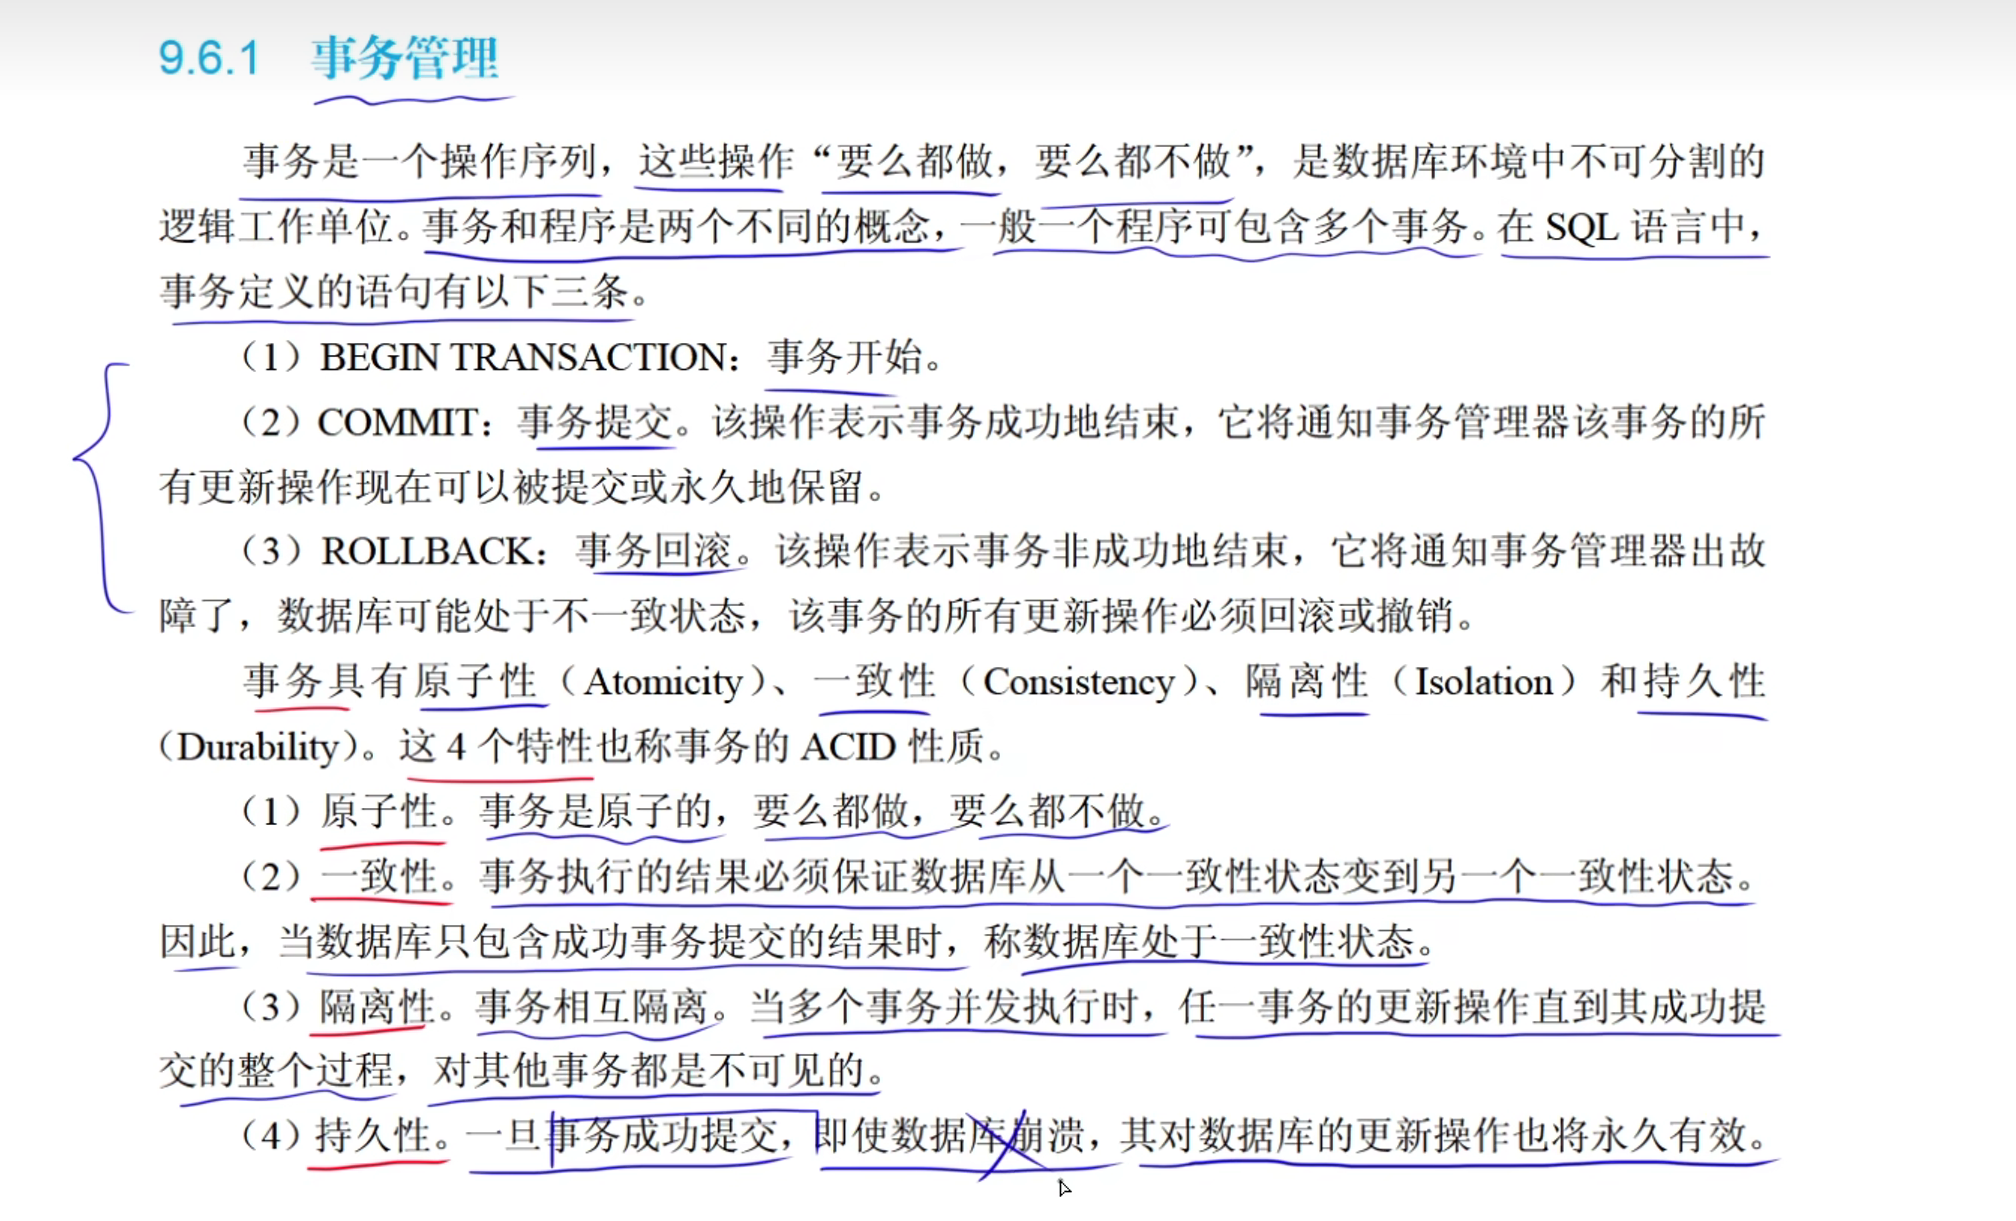 9.6.1 事务管理
事务是一个操作序列，这些操作“要么都做，要么都不做”，是数据库环境中不可分割的
逻辑工作单位。事务和程序是两个不同的概念，一般一个程序可包含多个事务。在 SQL 语言中，
事务定义的语句有以下三条。
（1）BEGIN TRANSACTION：事务开始。
（2）COMMIT：事务提交。该操作表示事务成功地结束，它将通知事务管理器该事务的所
有更新操作现在可以被提交或永久地保留。
（3）ROLLBACK：事务回滚。该操作表示事务非成功地结束，它将通知事务管理器出故
障了，数据库可能处于不一致状态，该事务的所有更新操作必须回滚或撤销。
事务具有原子性（Atomicity）、一致性（Consistency）、隔离性（Isolation）和持久性
（Durability）。这 4 个特性也称事务的 ACID 性质。
（1）原子性。事务是原子的，要么都做，要么都不做。
（2）一致性。事务执行的结果必须保证数据库从一个一致性状态变到另一个一致性状态。
因此，当数据库只包含成功事务提交的结果时，称数据库处于一致性状态。
（3）隔离性。事务相互隔离。当多个事务并发执行时，任一事务的更新操作直到其成功提
交的整个过程，对其他事务都是不可见的。
（4）持久性。一旦事务成功提交，即使数据库崩溃，其对数据库的更新操作也将永久有效。